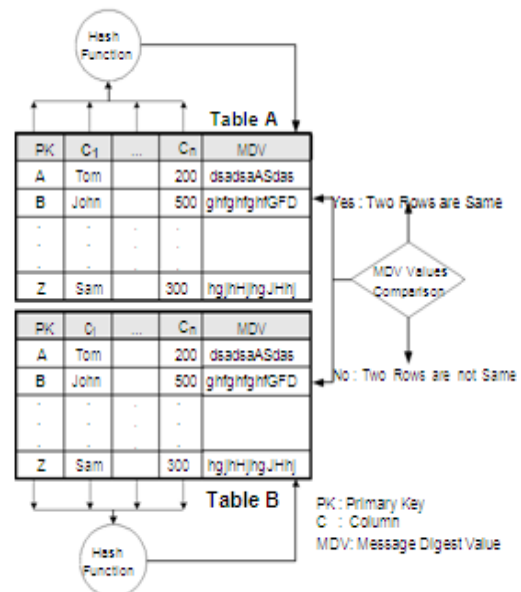 Hash
Function
Table A
PK C1 ... Cn MDV
A Tom 200 dsadsaASdas
B John 500 ghfghfghfGFD
. . . .
. . . .
. . . .
Z Sam 300 hgjhHjhgJHhj
Yes : Two Rows are Same
MDV Values
Comparison
No : Two Rows are not Same
PK C1 ... Cn MDV
A Tom 200 dsadsaASdas
B John 500 ghfghfghfGFD
. . . .
. . . .
. . . .
Z Sam 300 hgjhHjhgJHhj
Table B
Hash
Function
PK : Primary Key
C : Column
MDV: Message Digest Value